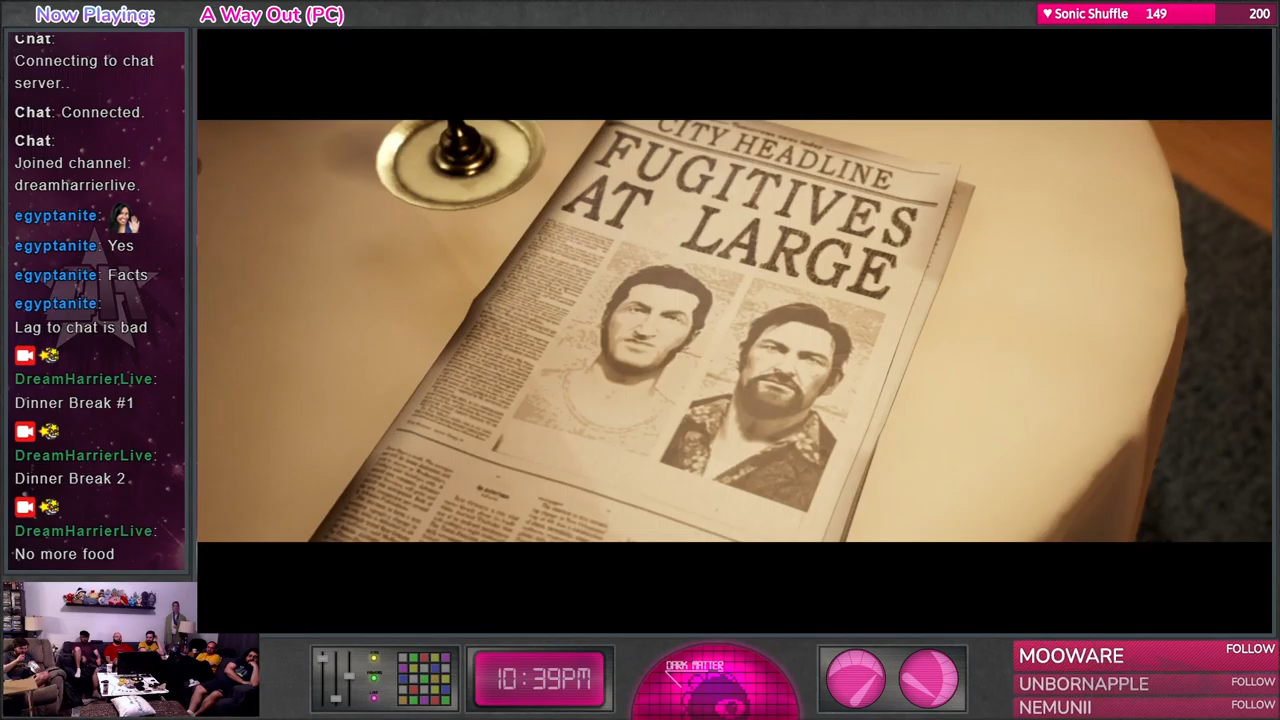 Now Playing:
A Way Out (PC)
♥ Sonic Shuffle 149 200
Chat:
Connecting to chat
server..
Chat: Connected.
Chat:
Joined channel:
dreamharrierlive.
egyptanite:
egyptanite: Yes
egyptanite: Facts
egyptanite:
Lag to chat is bad
DreamHarrierLive:
Dinner Break #1
DreamHarrierLive:
Dinner Break 2
DreamHarrierLive:
No more food
CITY HEADLINE
FUGITIVES
AT LARGE
10:39PM
DARK MATTER
MOOWARE FOLLOW
UNBORNAPPLE FOLLOW
NEMUNII FOLLOW